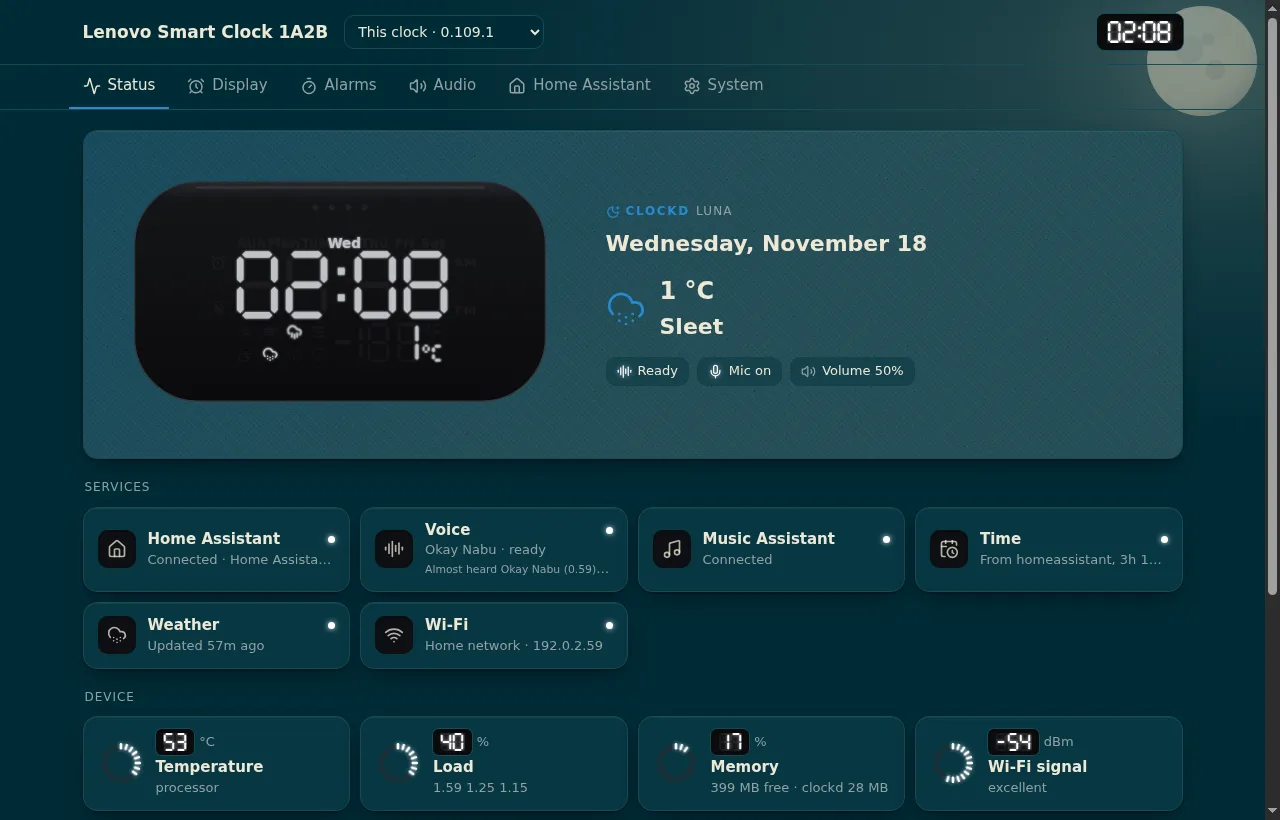 Lenovo Smart Clock 1A2B
This clock · 0.109.1
02:08
Status
Display
Alarms
Audio
Home Assistant
System
Wed
02:08
1°C
CLOCKD LUNA
Wednesday, November 18
1 °C
Sleet
Ready
Mic on
Volume 50%
SERVICES
Home Assistant
Connected · Home Assista...
Voice
Okay Nabu · ready
Almost heard Okay Nabu (0.59)...
Music Assistant
Connected
Time
From homeassistant, 3h 1...
Weather
Updated 57m ago
Wi-Fi
Home network · 192.0.2.59
DEVICE
53 °C
Temperature
processor
40 %
Load
1.59 1.25 1.15
17 %
Memory
399 MB free · clockd 28 MB
-54 dBm
Wi-Fi signal
excellent